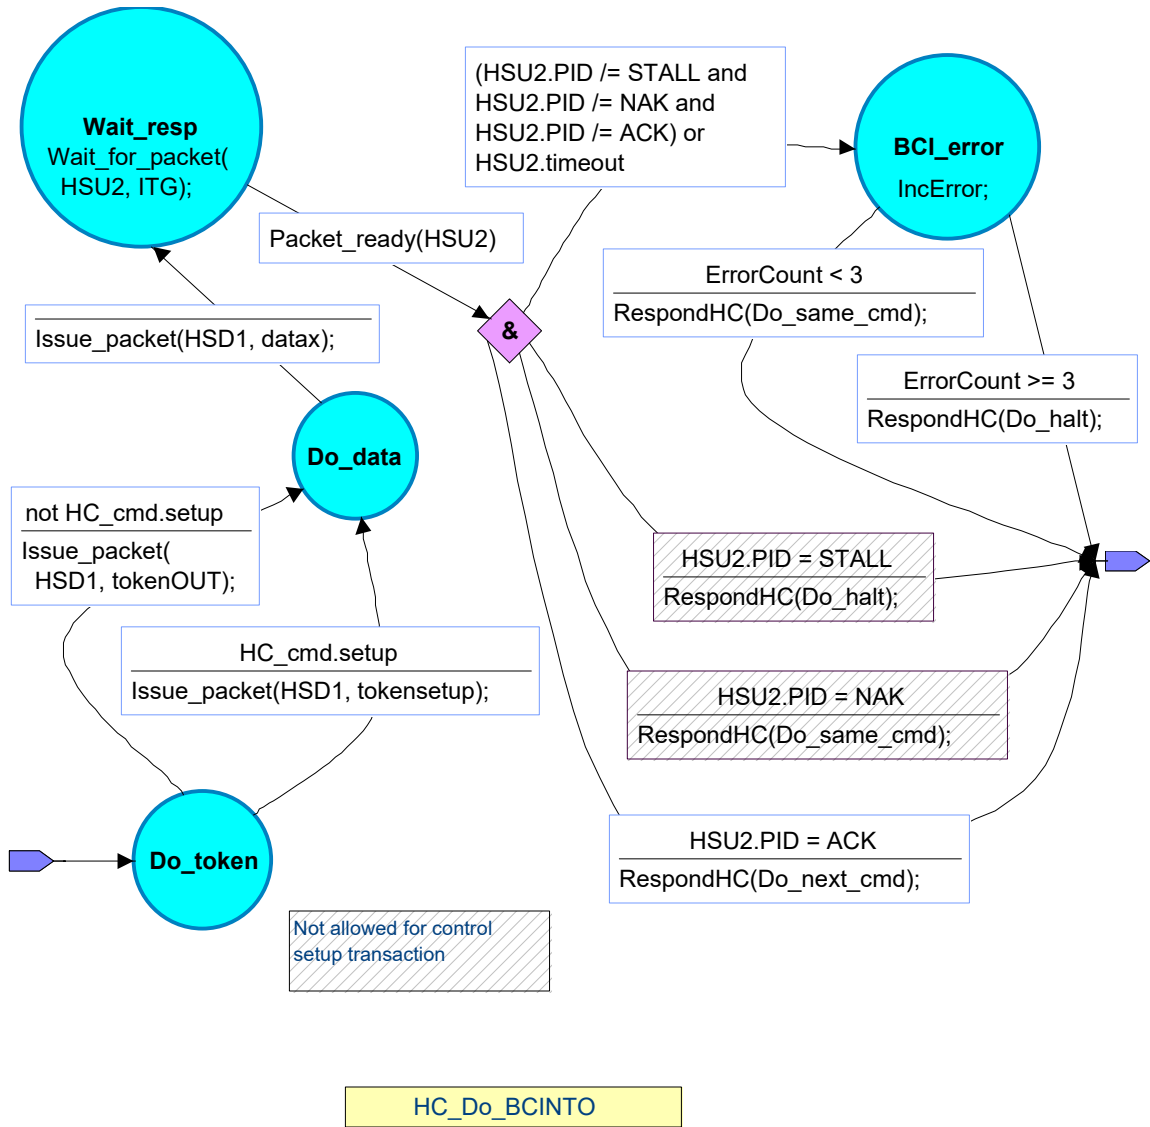 Wait_resp
Wait_for_packet(
HSU2, ITG);
(HSU2.PID /= STALL and
HSU2.PID /= NAK and
HSU2.PID /= ACK) or
HSU2.timeout
BCI_error
IncError;
Packet_ready(HSU2)
ErrorCount < 3
RespondHC(Do_same_cmd);
&
Issue_packet(HSD1, datax);
ErrorCount >= 3
RespondHC(Do_halt);
Do_data
not HC_cmd.setup
Issue_packet(
HSD1, tokenOUT);
HSU2.PID = STALL
RespondHC(Do_halt);
HC_cmd.setup
Issue_packet(HSD1, tokensetup);
HSU2.PID = NAK
RespondHC(Do_same_cmd);
Do_token
HSU2.PID = ACK
RespondHC(Do_next_cmd);
Not allowed for control
setup transaction
HC_Do_BCINTO